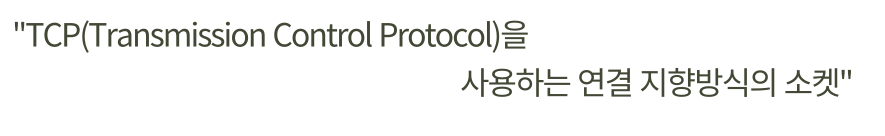 "TCP(Transmission Control Protocol)을
사용하는 연결 지향방식의 소켓"